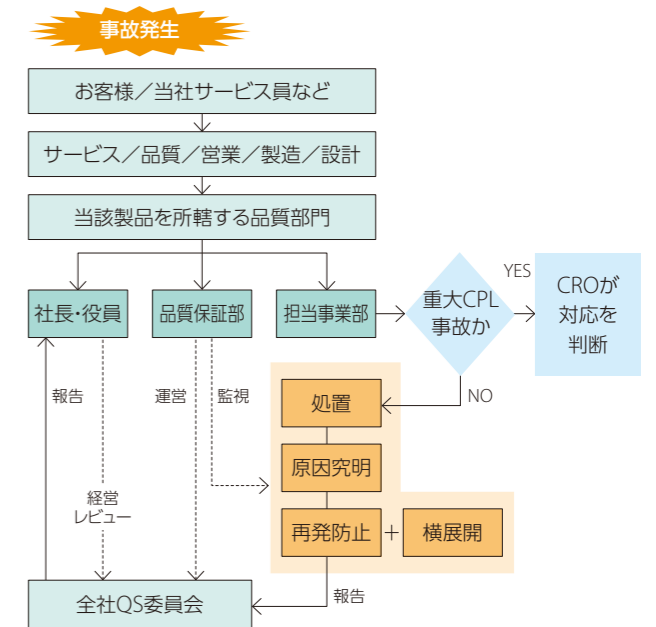 事故発生
お客様／当社サービス員など
サービス／品質／営業／製造／設計
当該製品を所轄する品質部門
社長・役員
品質保証部
担当事業部
重大CPL
事故か
YES
CROが
対応を
判断
NO
報告
運営
監視
処置
原因究明
経営
レビュー
再発防止
+
横展開
報告
全社QS委員会